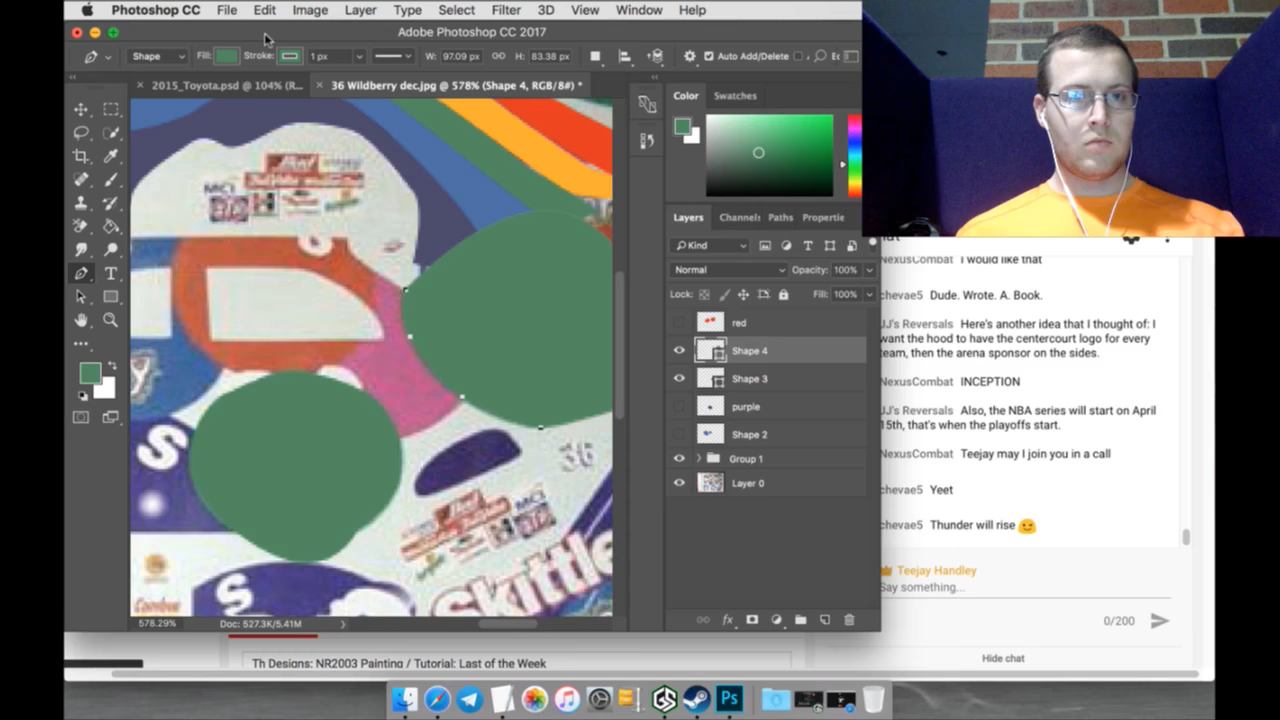 Photoshop CC File Edit Image Layer Type Select Filter 3D View Window Help
Adobe Photoshop CC 2017
Shape Fill: Stroke: 1 px W: 97.09 px H: 83.38 px Auto Add/Delete
2015_Toyota.psd @ 104% (R... 36 Wildberry dec.jpg @ 578% (Shape 4, RGB/8#) *
Color Swatches
Layers Channel: Paths Propertie
Kind
Normal Opacity: 100%
Lock: Fill: 100%
red
Shape 4
Shape 3
purple
Shape 2
Group 1
Layer 0
MCI
S
36
MCI
Skittle
S
578.29% Doc: 527.3K/5.41M
fx
NexusCombat I would like that
chevae5 Dude. Wrote. A. Book.
JJ's Reversals Here's another idea that I thought of: I
want the hood to have the centercourt logo for every
team, then the arena sponsor on the sides.
NexusCombat INCEPTION
JJ's Reversals Also, the NBA series will start on April
15th, that's when the playoffs start.
NexusCombat Teejay may I join you in a call
chevae5 Yeet
chevae5 Thunder will rise
Teejay Handley
Say something...
0/200
Hide chat
Th Designs: NR2003 Painting / Tutorial: Last of the Week
GS
Ps